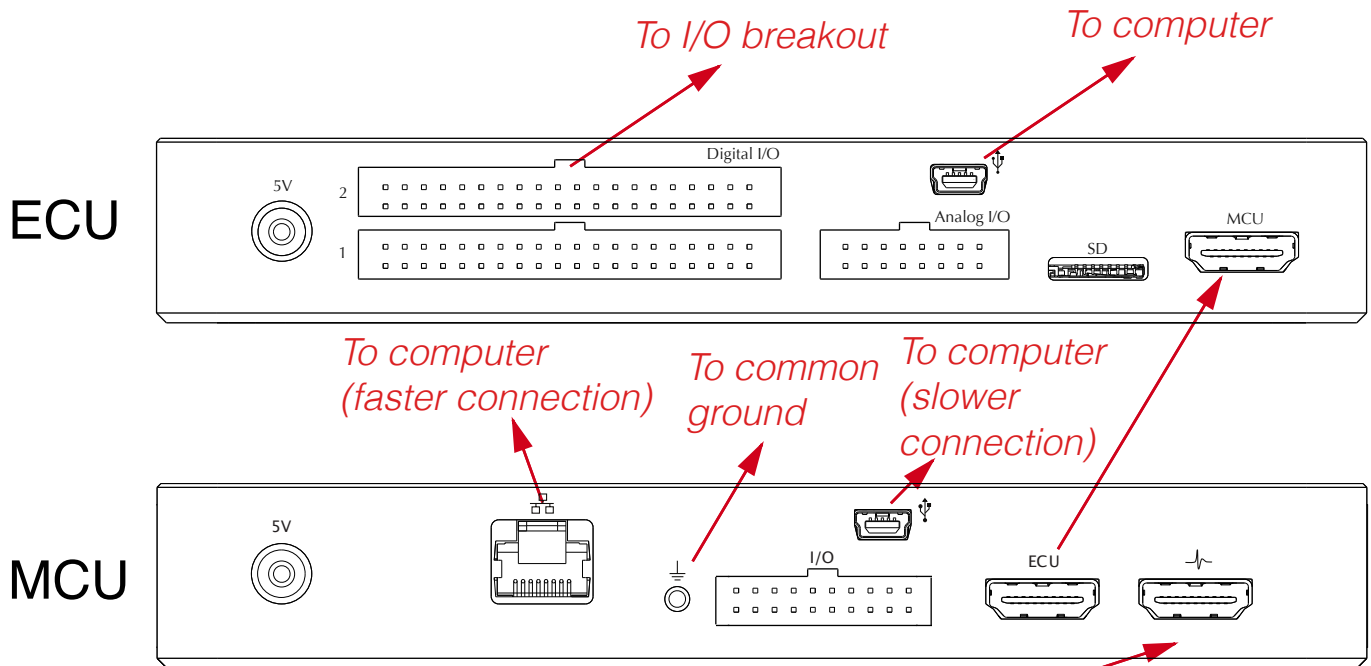 To I/O breakout
To computer
Digital I/O
5V
2
Analog I/O
MCU
ECU
1
SD
To computer
(faster connection)
To common
ground
To computer
(slower
connection)
5V
I/O
ECU
MCU